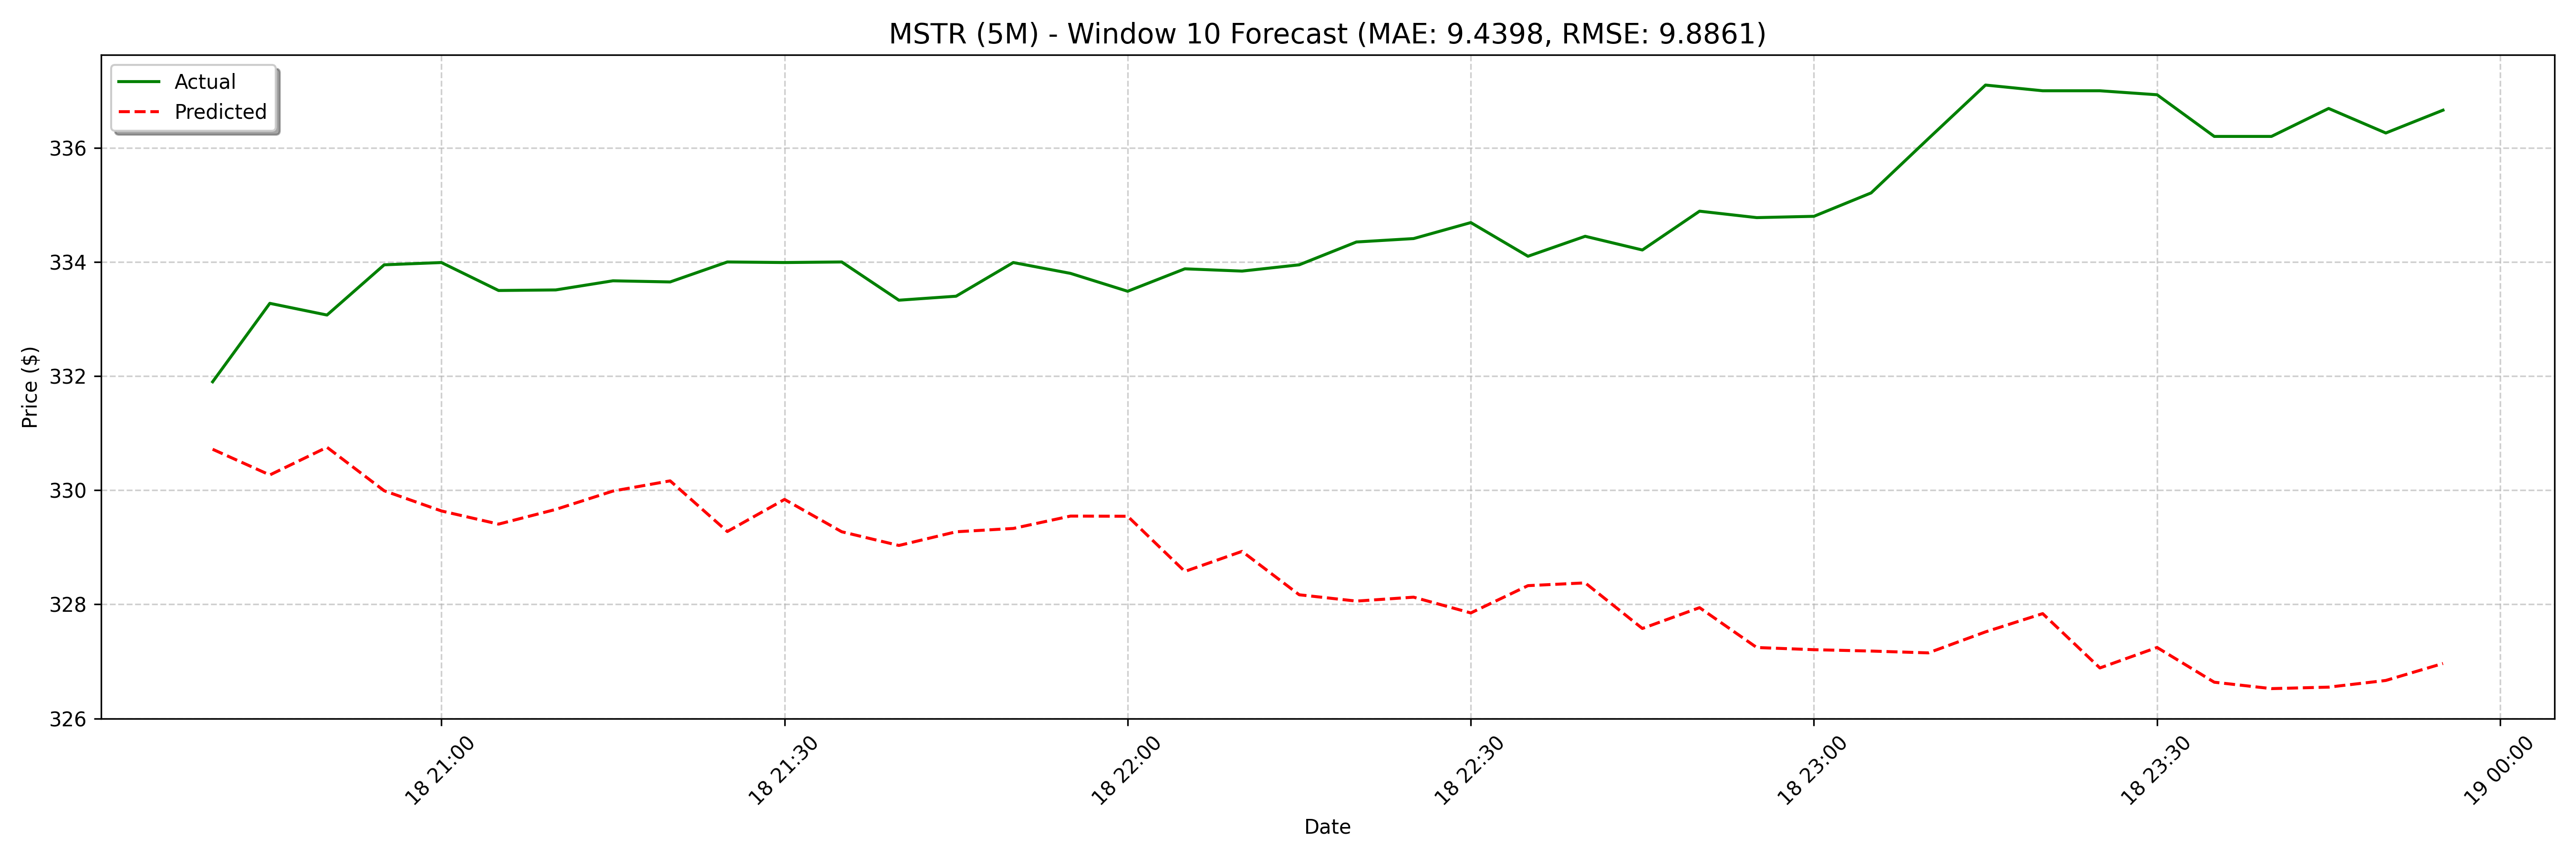 MSTR (5M) - Window 10 Forecast (MAE: 9.4398, RMSE: 9.8861)
Actual
Predicted
Price ($)
336
334
332
330
328
326
18 21:00
18 21:30
18 22:00
18 22:30
18 23:00
18 23:30
19 00:00
Date